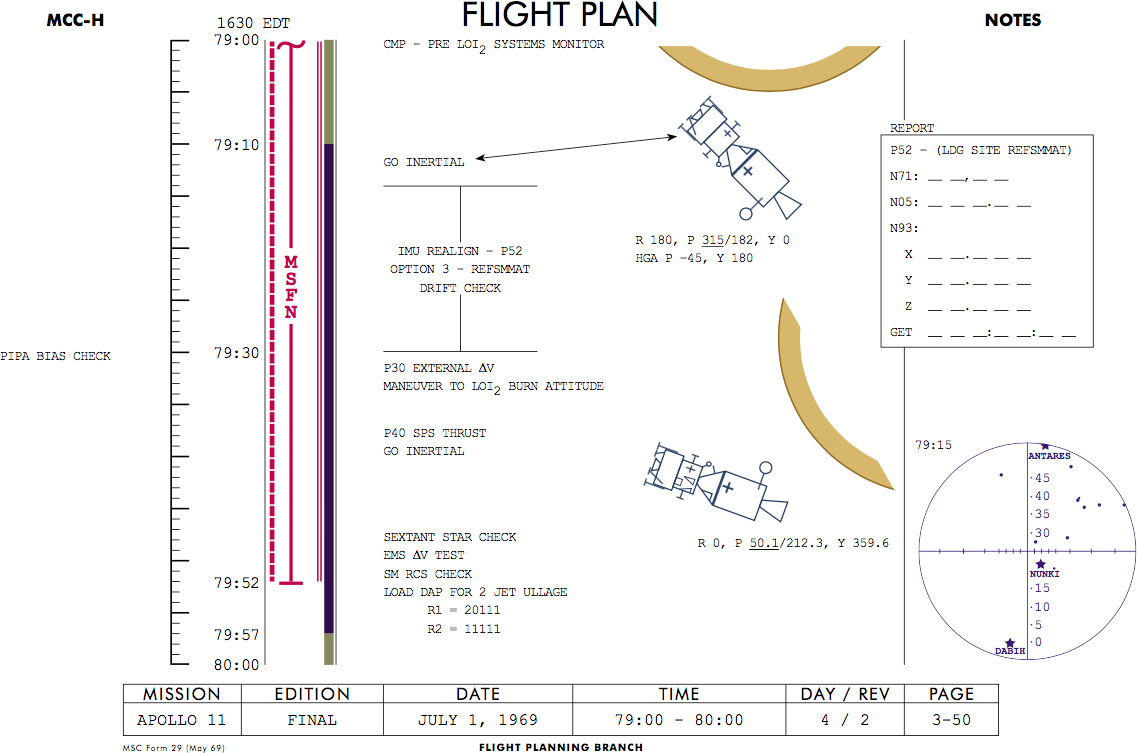 MCC-H
FLIGHT PLAN
NOTES
1630 EDT
79:00
CMP - PRE LOI2 SYSTEMS MONITOR
79:10
GO INERTIAL
R 180, P 315/182, Y 0
HGA P -45, Y 180
IMU REALIGN - P52
OPTION 3 - REFSMMAT
DRIFT CHECK
MSFN
REPORT
P52 - (LDG SITE REFSMMAT)
N71: __ __,__ __
N05: __ __ __.__ __
N93:
X __ __.__ __ __
Y __ __.__ __ __
Z __ __.__ __ __
GET __ __ __:__ __:__ __
PIPA BIAS CHECK
79:30
P30 EXTERNAL ΔV
MANEUVER TO LOI2 BURN ATTITUDE
P40 SPS THRUST
GO INERTIAL
R 0, P 50.1/212.3, Y 359.6
SEXTANT STAR CHECK
EMS ΔV TEST
SM RCS CHECK
LOAD DAP FOR 2 JET ULLAGE
R1 = 20111
R2 = 11111
79:52
79:57
80:00
79:15
ANTARES
45
40
35
30
NUNKI
15
10
5
0
DABIH
MISSION EDITION DATE TIME DAY / REV PAGE
APOLLO 11 FINAL JULY 1, 1969 79:00 - 80:00 4 / 2 3-50
MSC Form 29 (May 69) FLIGHT PLANNING BRANCH